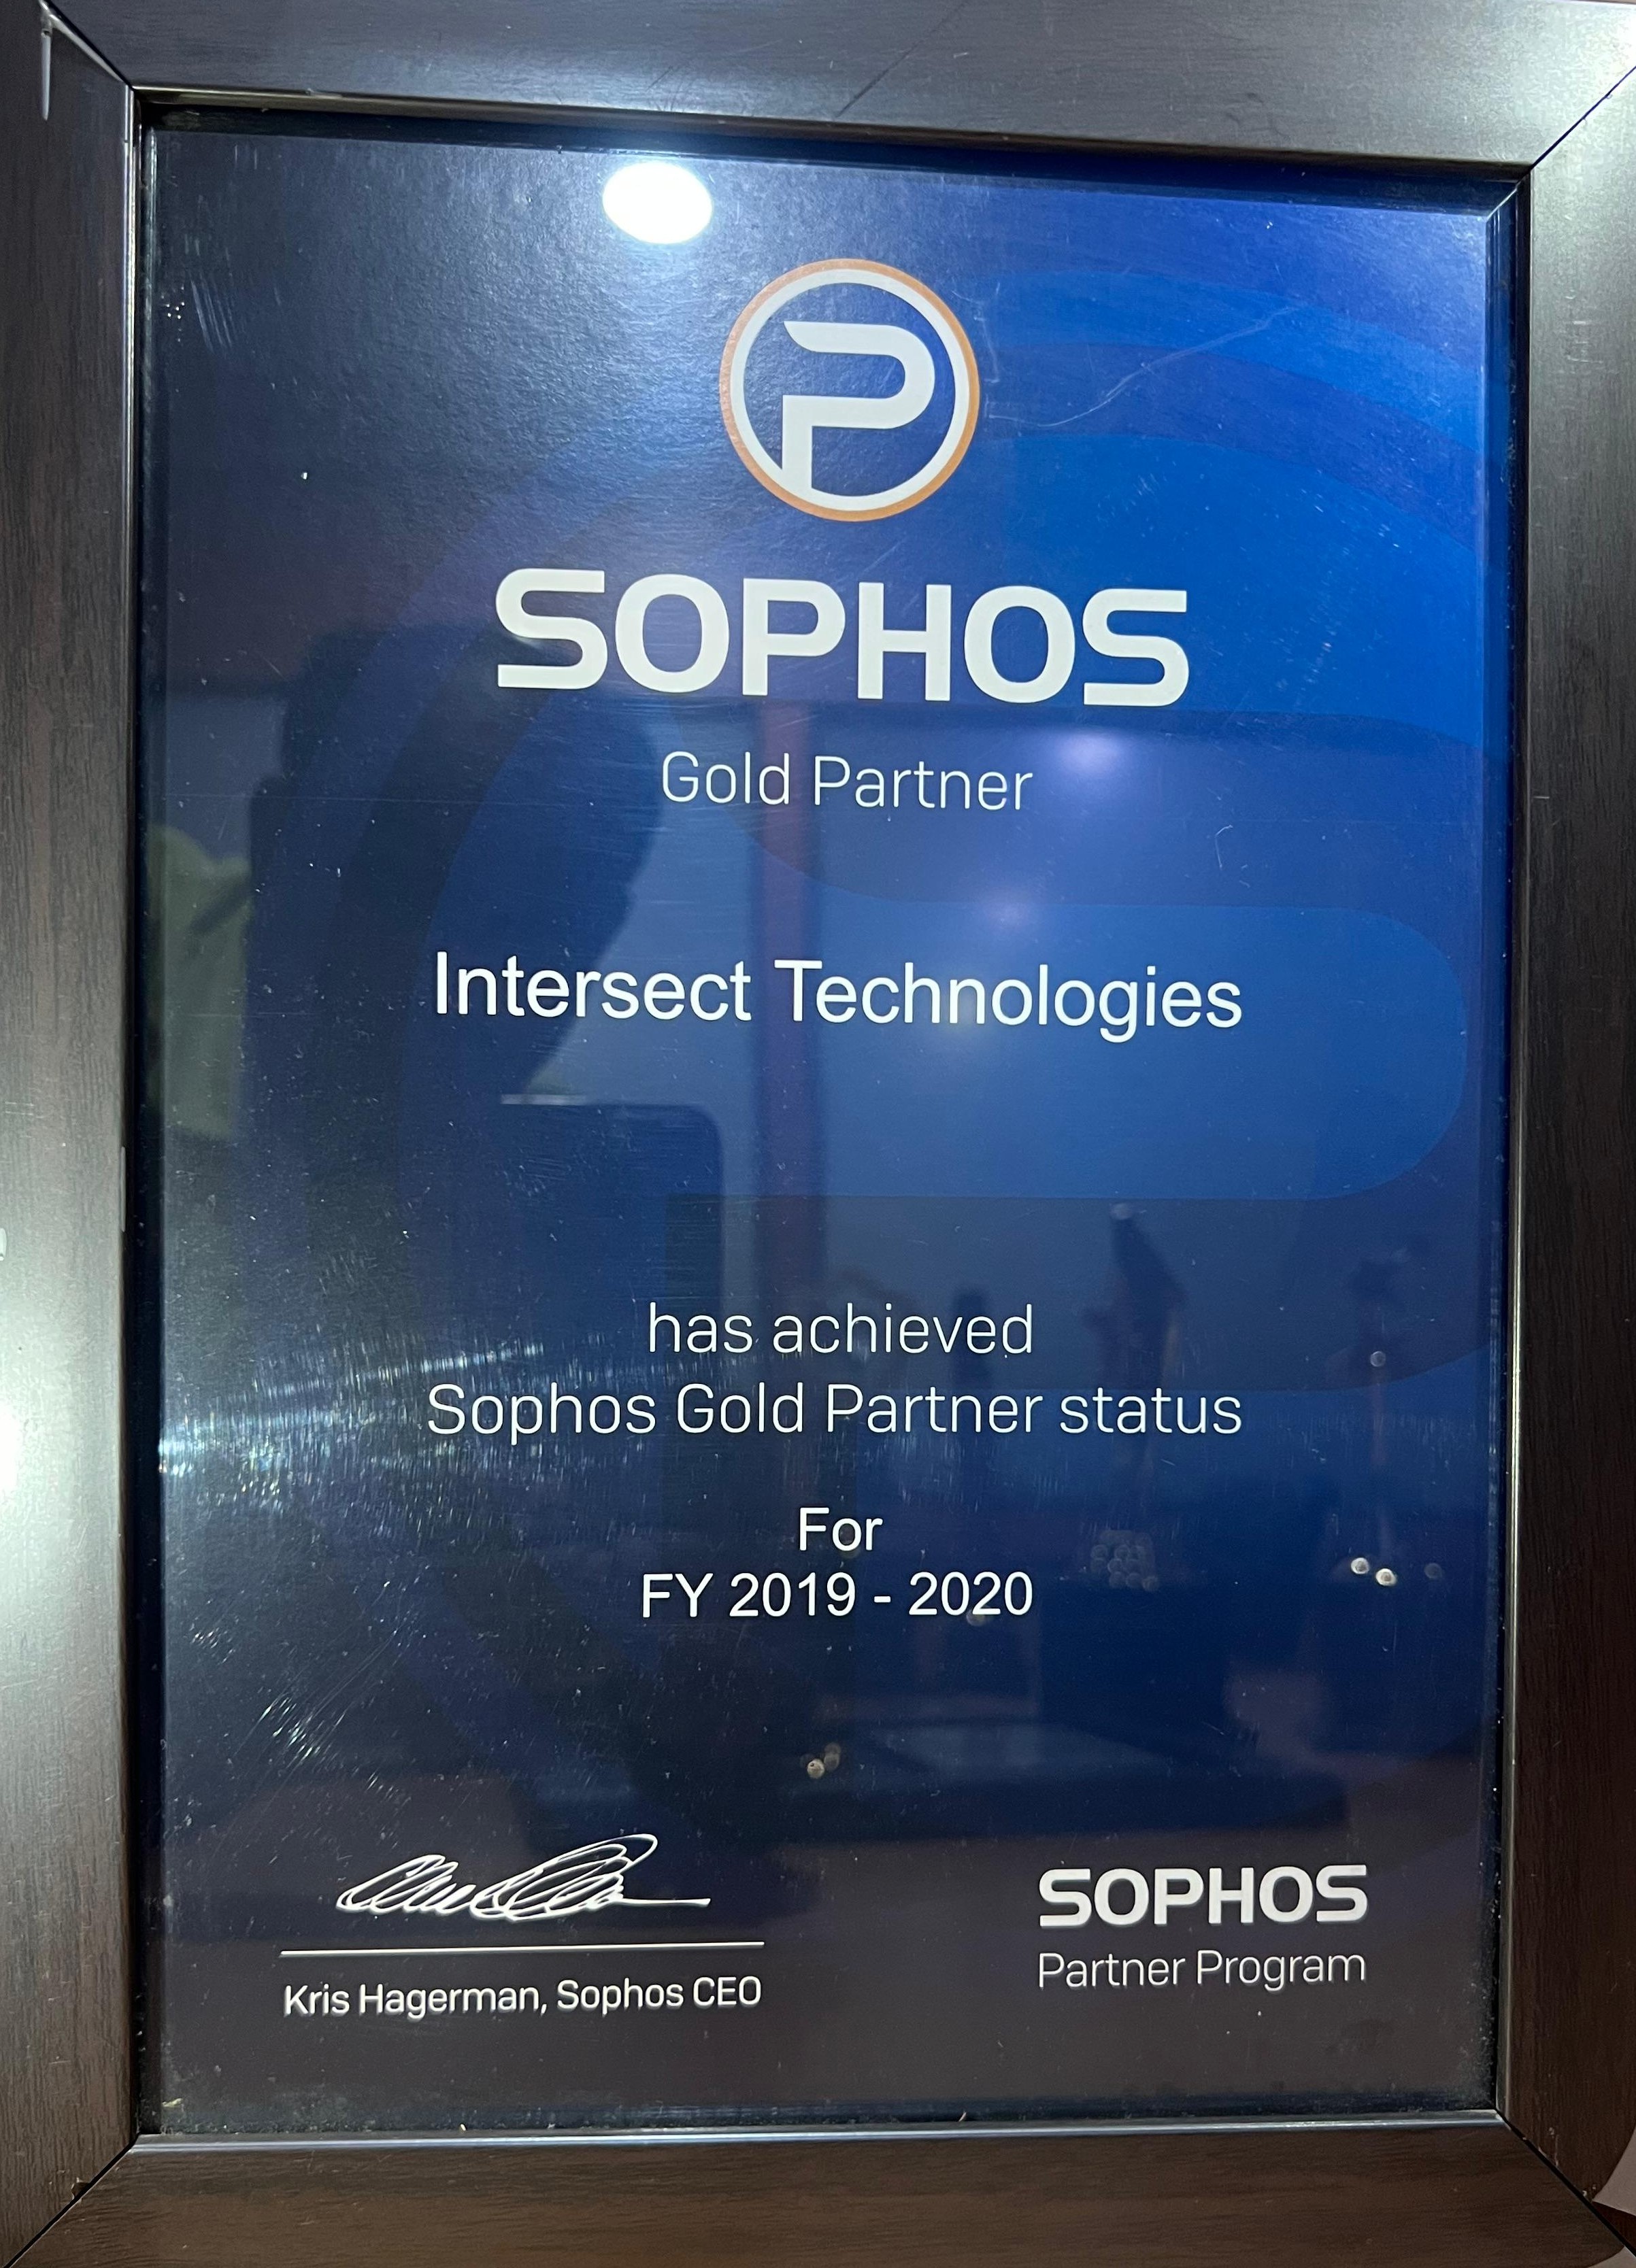 P
SOPHOS
Gold Partner
Intersect Technologies
has achieved
Sophos Gold Partner status
For
FY 2019 - 2020
Kris Hagerman, Sophos CEO
SOPHOS
Partner Program